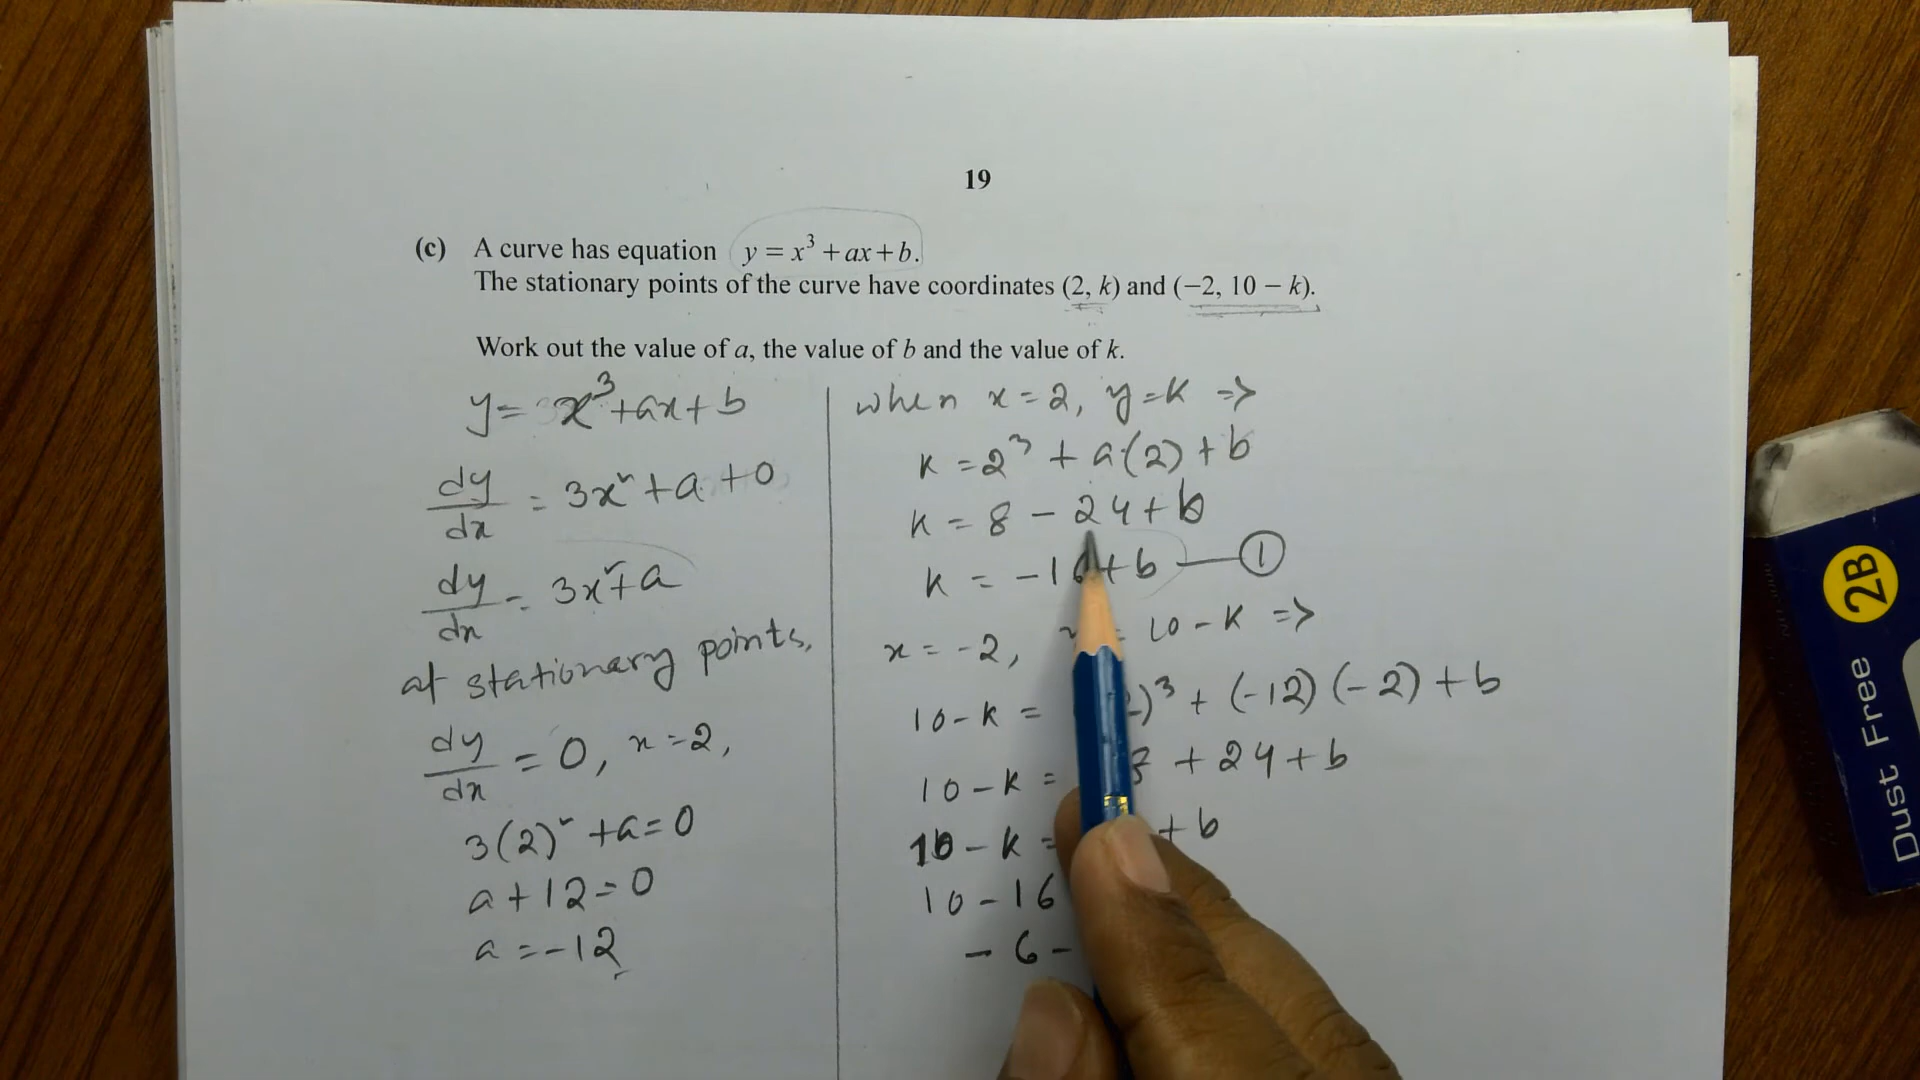 19
(c) A curve has equation y = x³ + ax + b.
The stationary points of the curve have coordinates (2, k) and (−2, 10 − k).
Work out the value of a, the value of b and the value of k.
y = x³ + ax + b
dy/dx = 3x² + a + 0
dy/dx = 3x² + a
at stationary points,
dy/dx = 0, x = 2,
3(2)² + a = 0
a + 12 = 0
a = -12
when x = 2, y = k =>
k = 2³ + a(2) + b
k = 8 - 24 + b
k = -16 + b — ①
x = -2, = 10 - k =>
10 - k = )³ + (-12)(-2) + b
10 - k = + 24 + b
10 - k = + b
10 - 16
- 6 -
Dust Free 2B